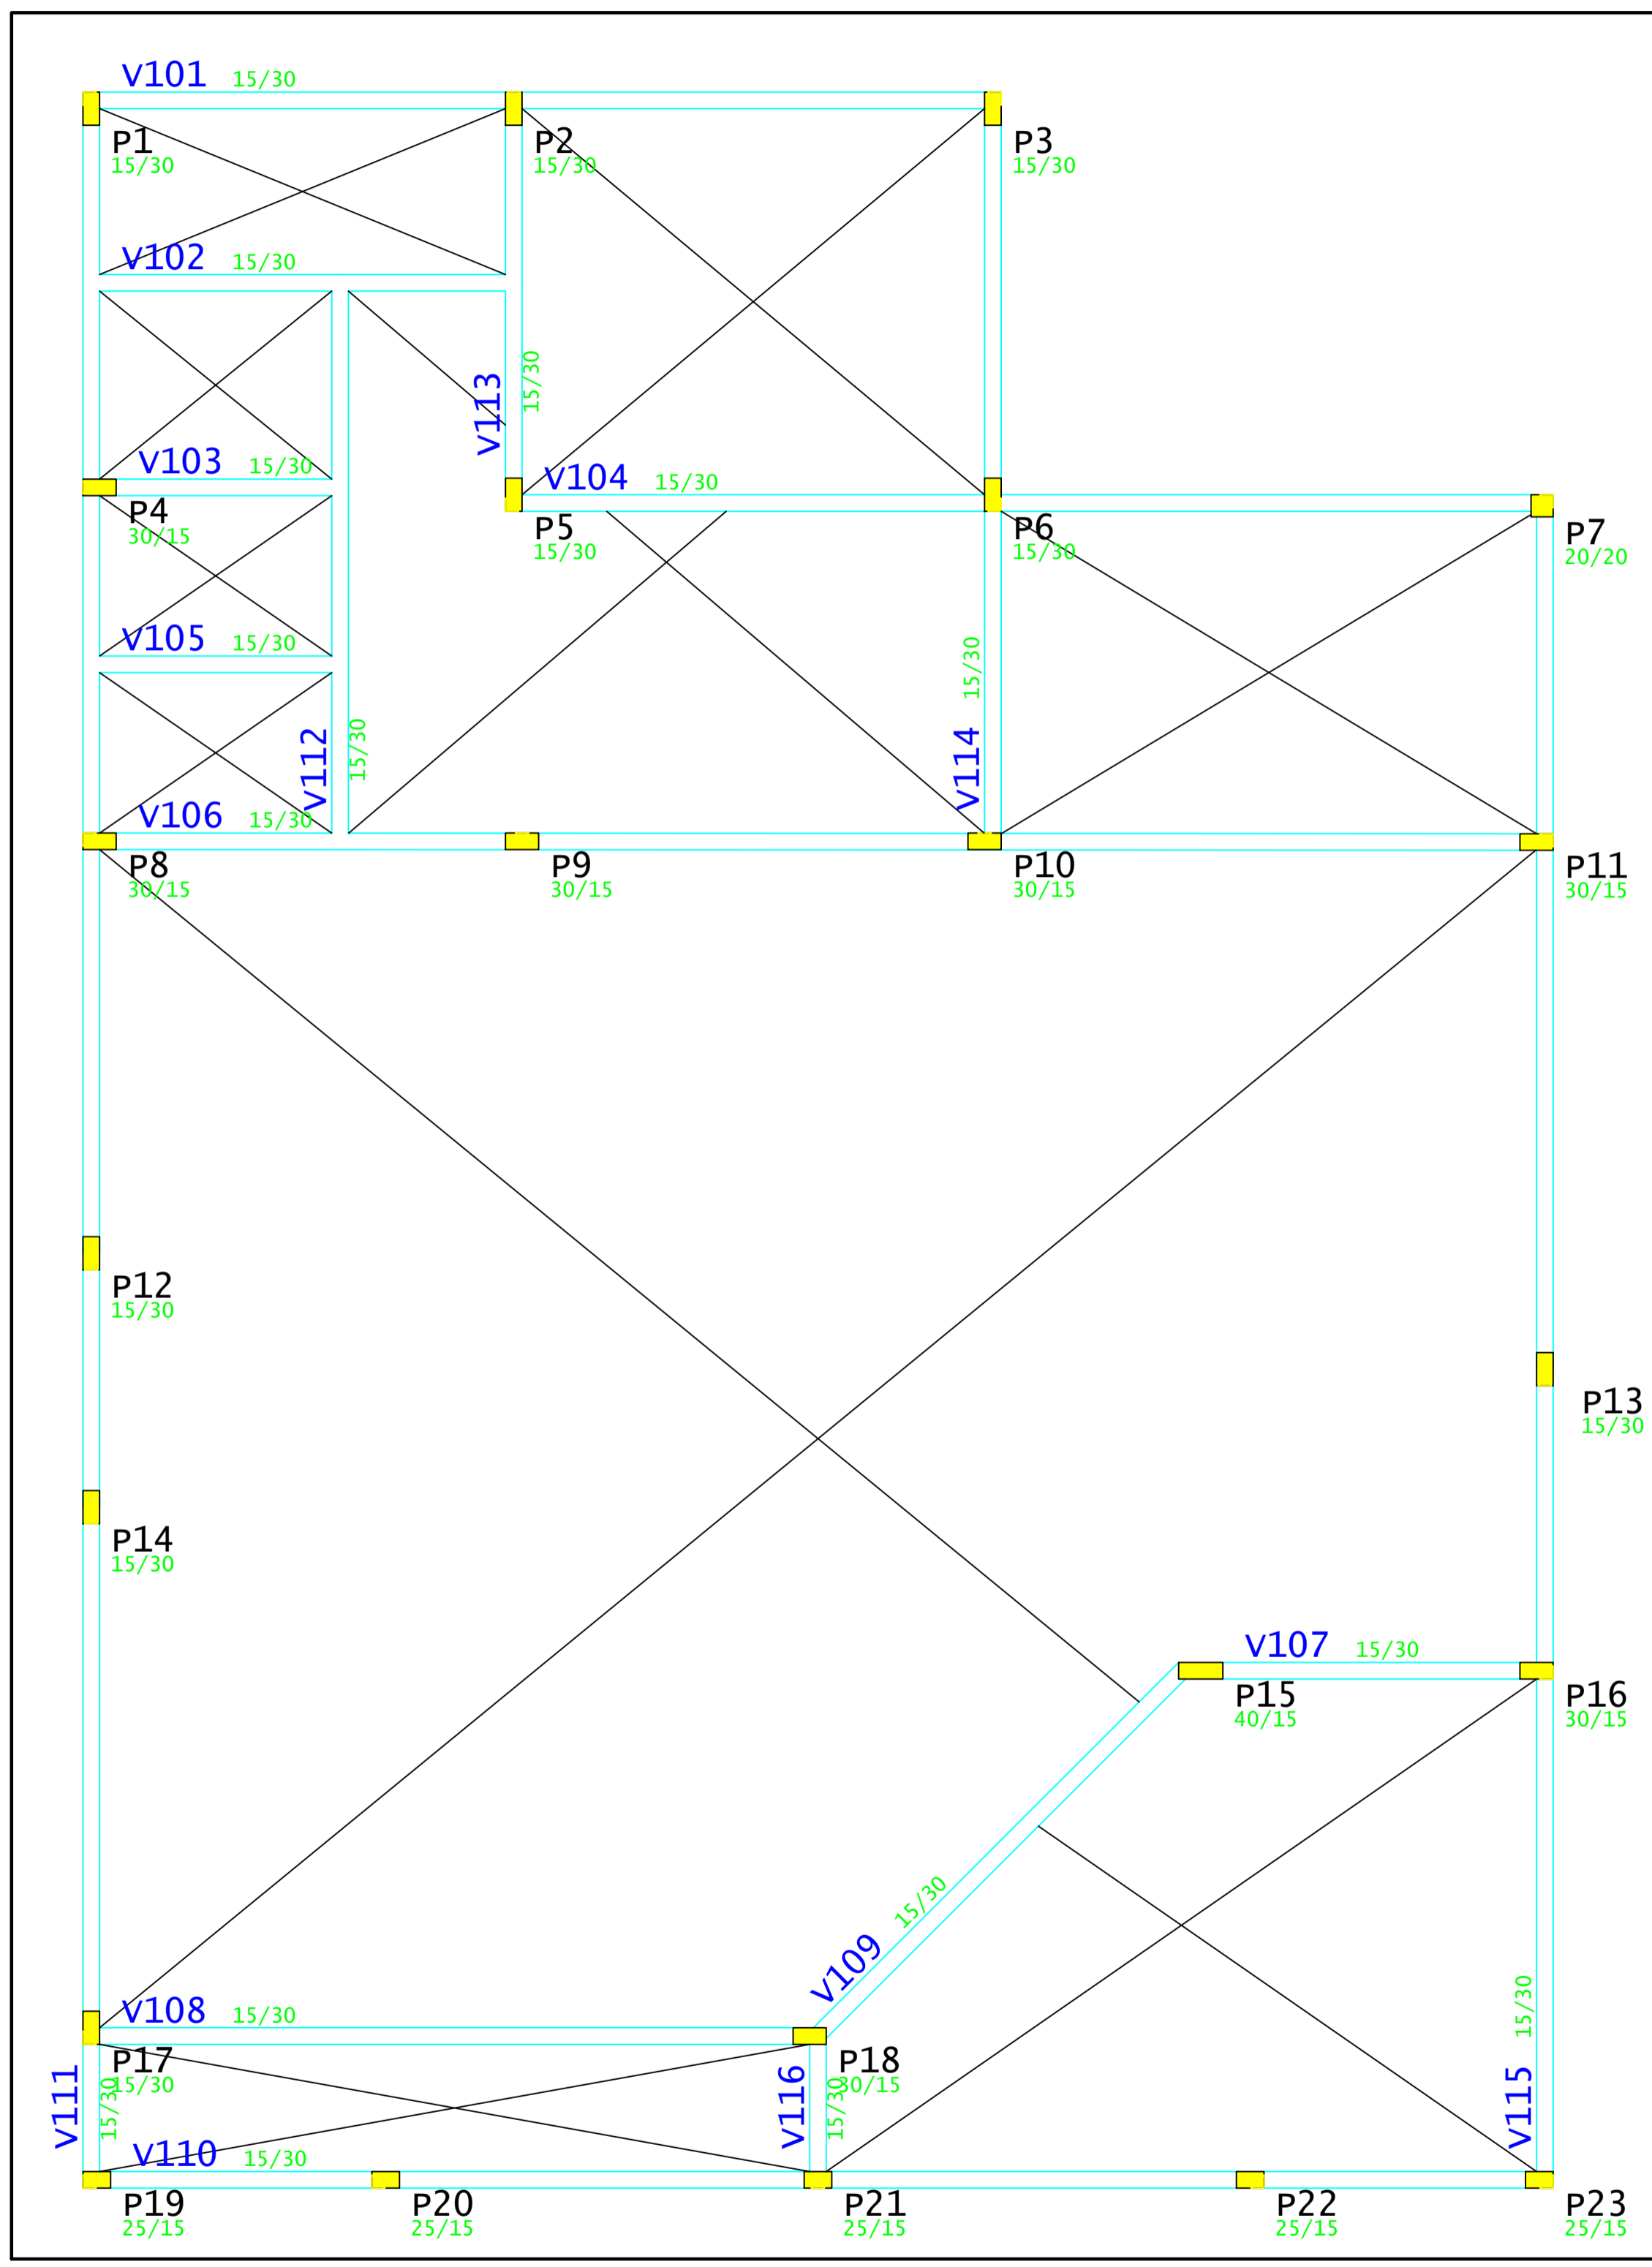 V101 15/30
P1
15/30
P2
15/30
P3
15/30
V102 15/30
V113 15/30
V103 15/30
V104 15/30
P4
30/15
P5
15/30
P6
15/30
P7
20/20
V105 15/30
V112 15/30
V114 15/30
V106 15/30
P8
30/15
P9
30/15
P10
30/15
P11
30/15
P12
15/30
P13
15/30
P14
15/30
V107 15/30
P15
40/15
P16
30/15
V109 15/30
V108 15/30
P17
15/30
P18
30/15
V111 15/30
V116 15/30
V115 15/30
V110 15/30
P19
25/15
P20
25/15
P21
25/15
P22
25/15
P23
25/15